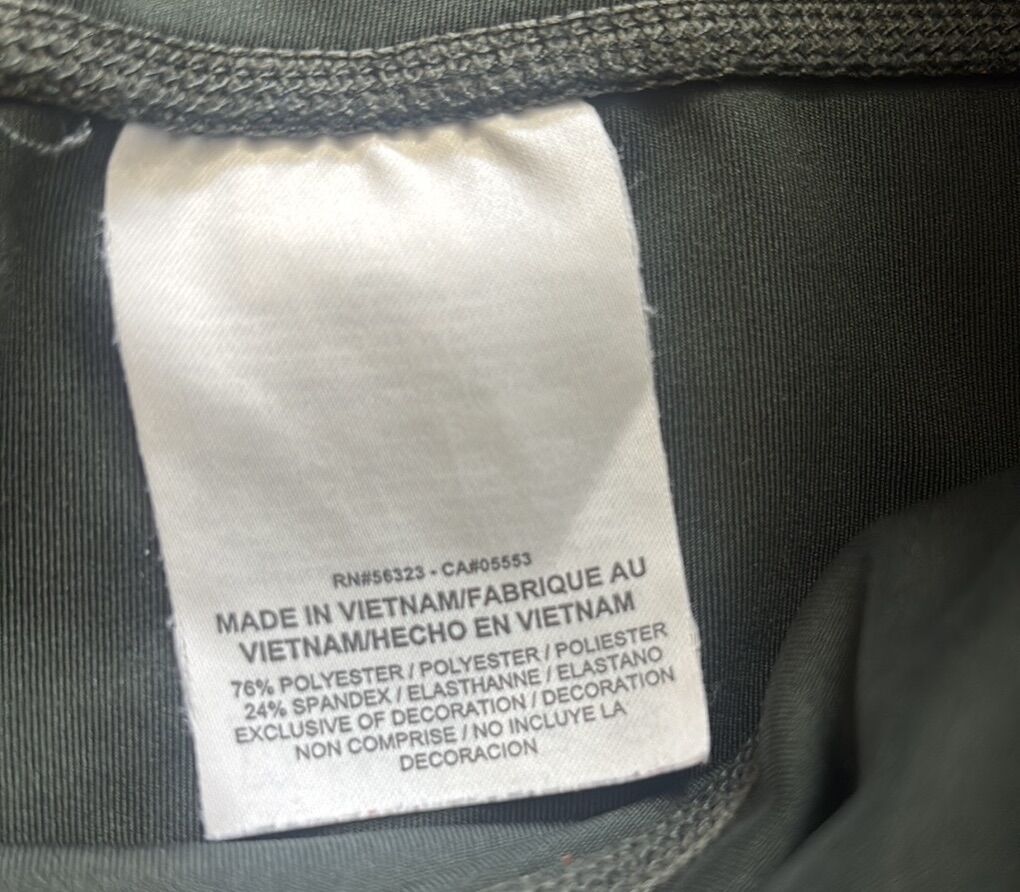 RN#56323 - CA#05553
MADE IN VIETNAM/FABRIQUE AU
VIETNAM/HECHO EN VIETNAM
76% POLYESTER / POLYESTER / POLIESTER
24% SPANDEX / ELASTHANNE / ELASTANO
EXCLUSIVE OF DECORATION / DECORATION
NON COMPRISE / NO INCLUYE LA
DECORACION